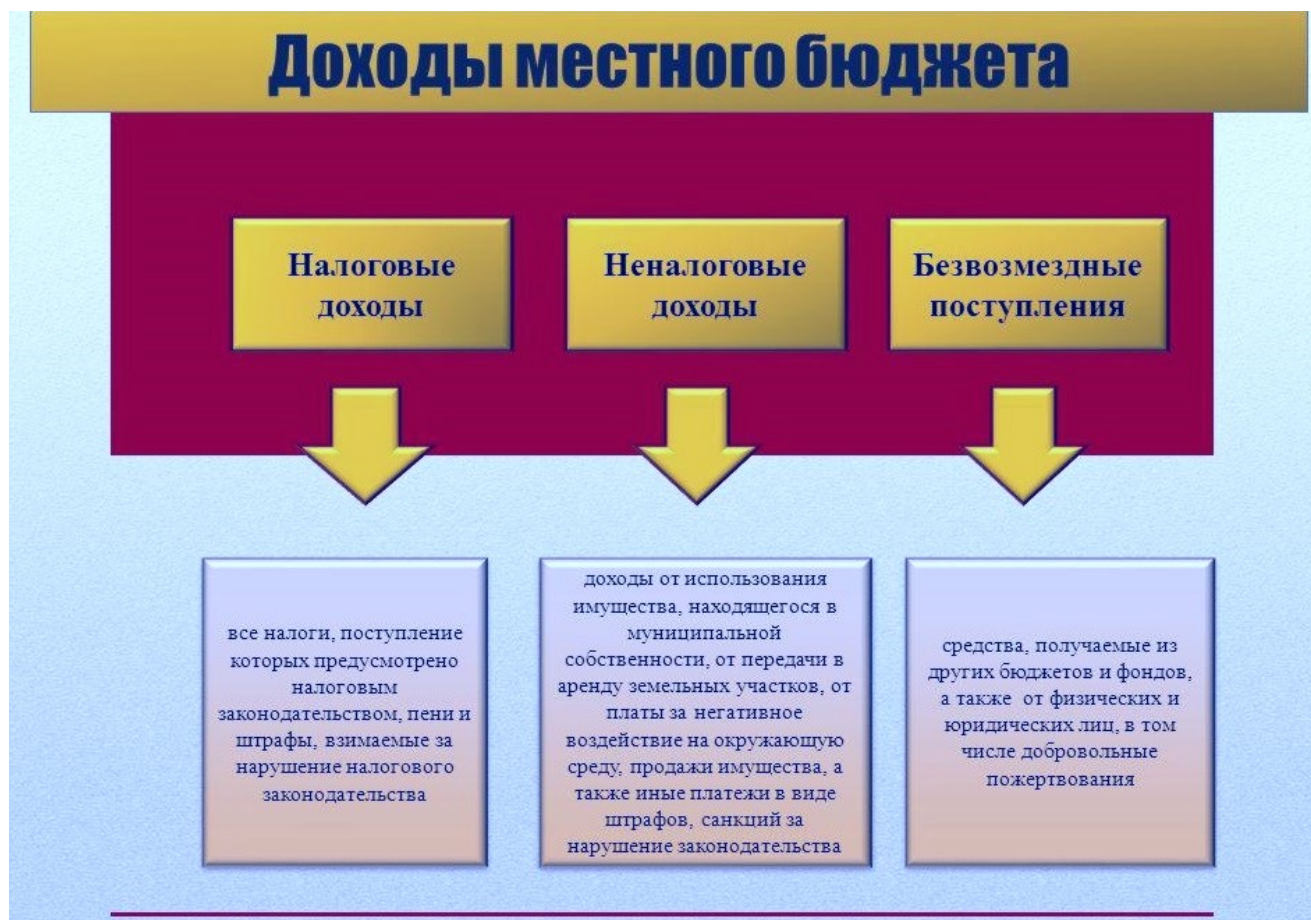 Доходы местного бюджета
Налоговые
доходы
Неналоговые
доходы
Безвозмездные
поступления
все налоги, поступление
которых предусмотрено
налоговым
законодательством, пени и
штрафы, взимаемые за
нарушение налогового
законодательства
доходы от использования
имущества, находящегося в
муниципальной
собственности, от передачи в
аренду земельных участков, от
платы за негативное
воздействие на окружающую
среду, продажи имущества, а
также иные платежи в виде
штрафов, санкций за
нарушение законодательства
средства, получаемые из
других бюджетов и фондов,
а также от физических и
юридических лиц, в том
числе добровольные
пожертвования